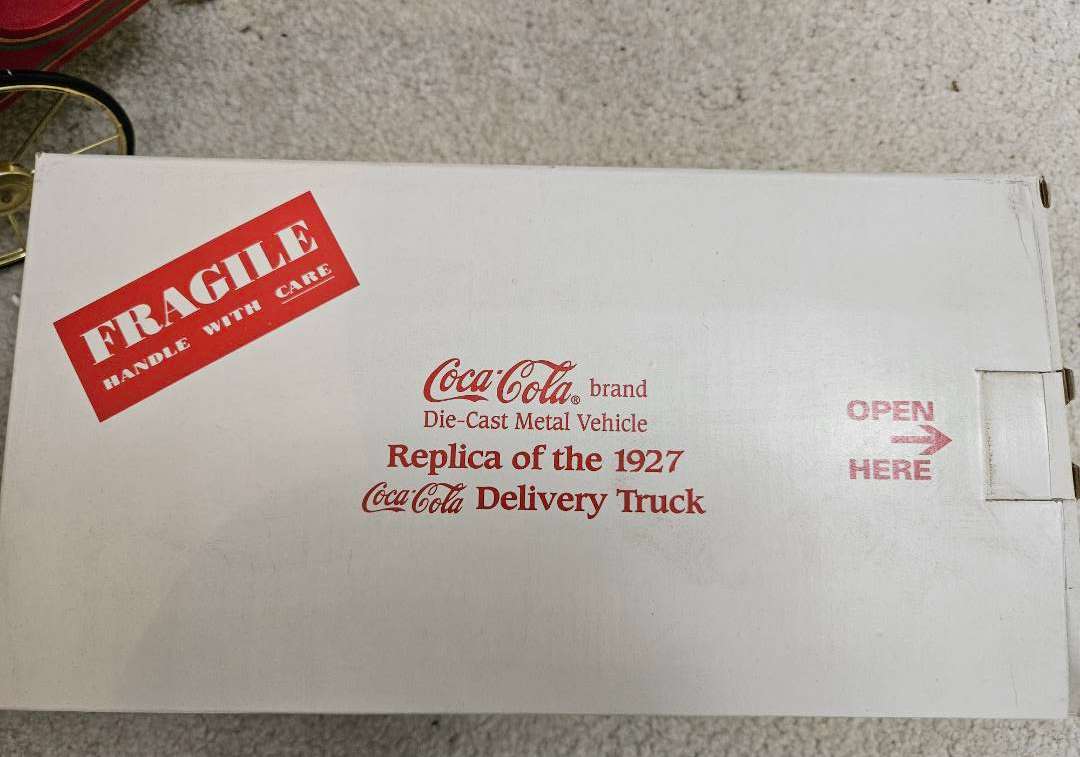 FRAGILE
HANDLE WITH CARE
Coca-Cola® brand
Die-Cast Metal Vehicle
Replica of the 1927
Coca-Cola Delivery Truck
OPEN
HERE